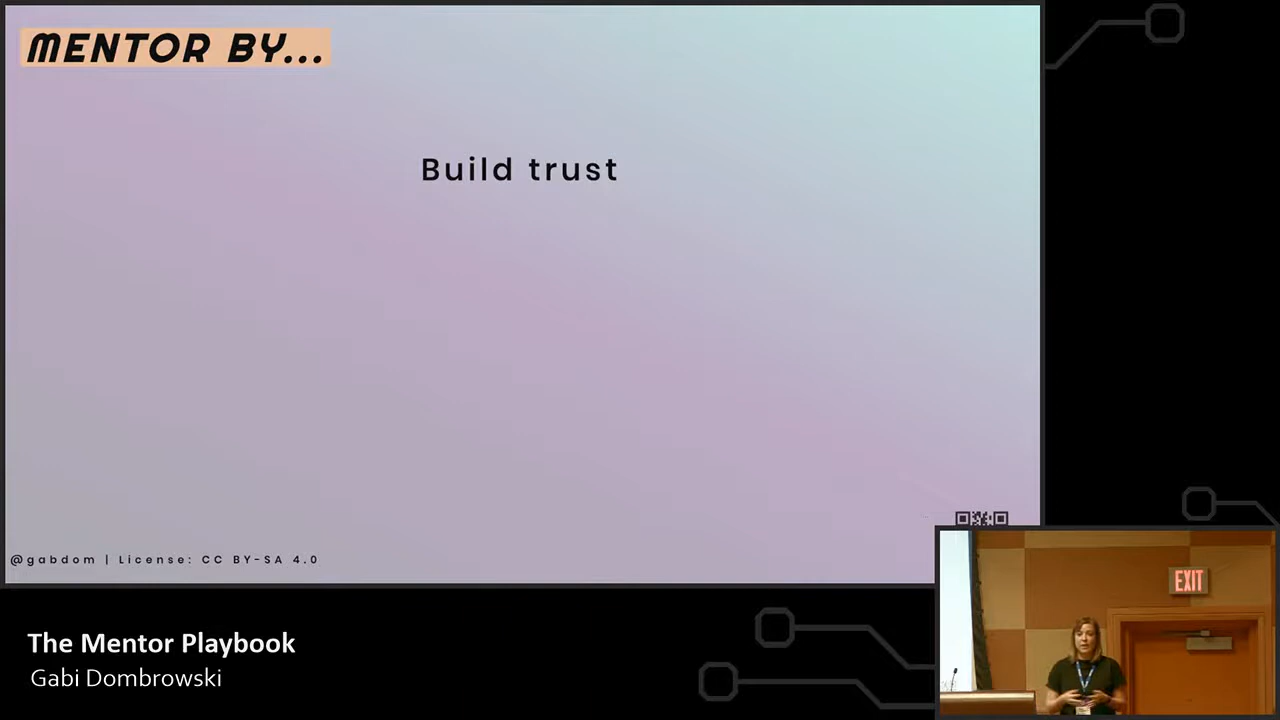 MENTOR BY...
Build trust
@gabdom | License: CC BY-SA 4.0
EXIT
The Mentor Playbook
Gabi Dombrowski